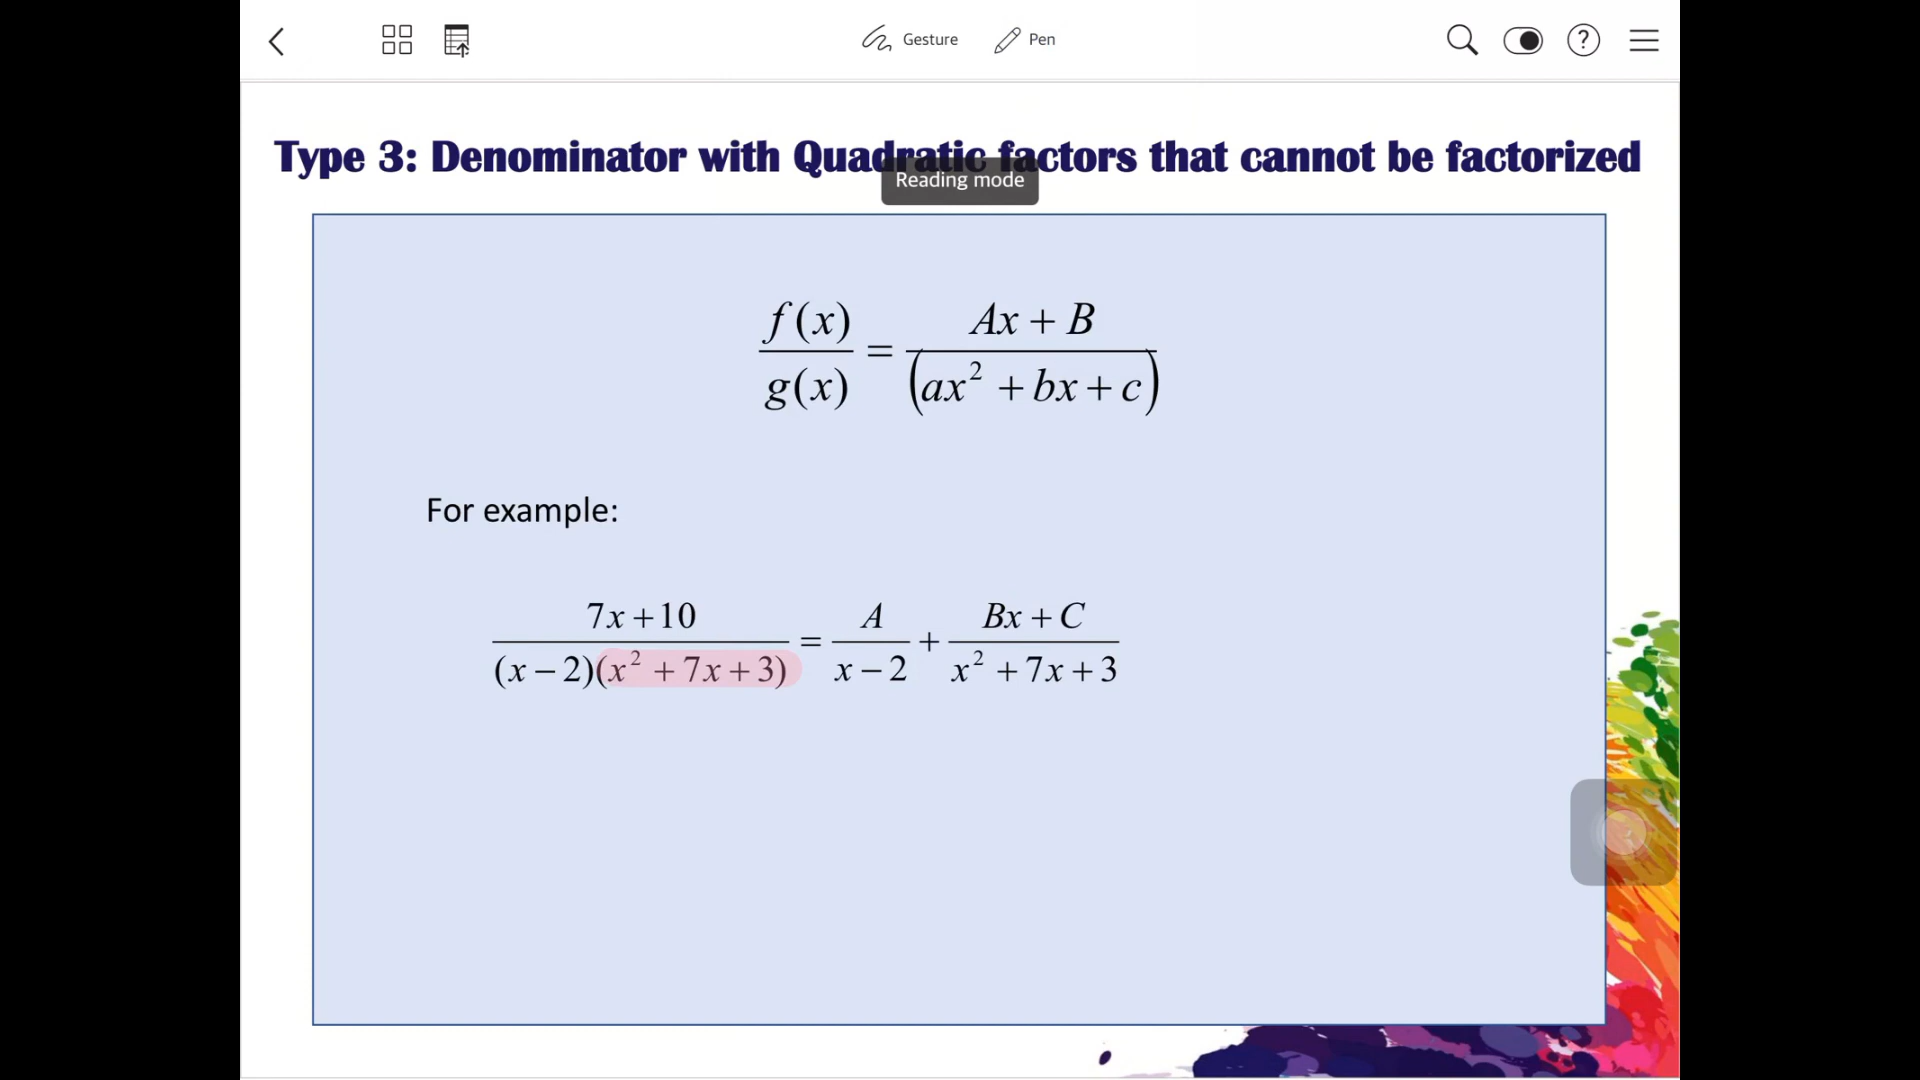 Gesture Pen ?
Type 3: Denominator with Quadratic factors that cannot be factorized
Reading mode
f(x)/g(x) = (Ax + B)/(ax² + bx + c)
For example:
(7x + 10)/((x − 2)(x² + 7x + 3)) = A/(x − 2) + (Bx + C)/(x² + 7x + 3)